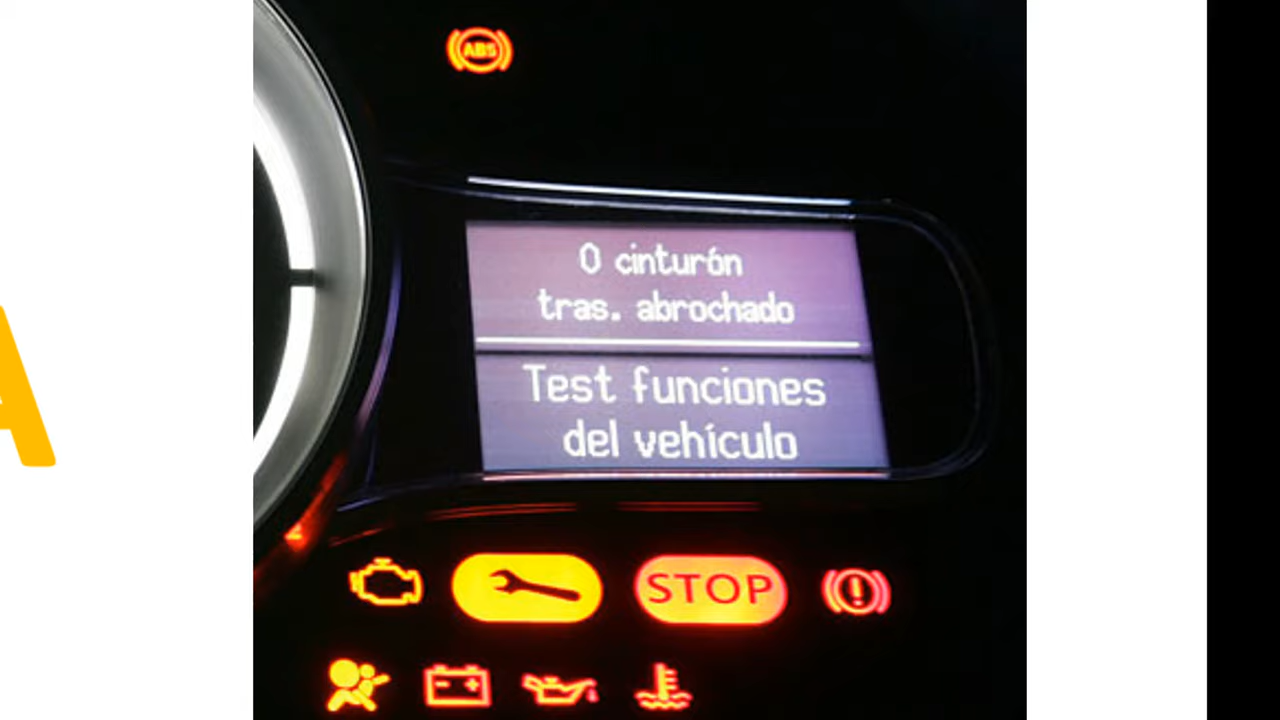 ABS
0 cinturón
tras. abrochado
Test funciones
del vehículo
STOP
A